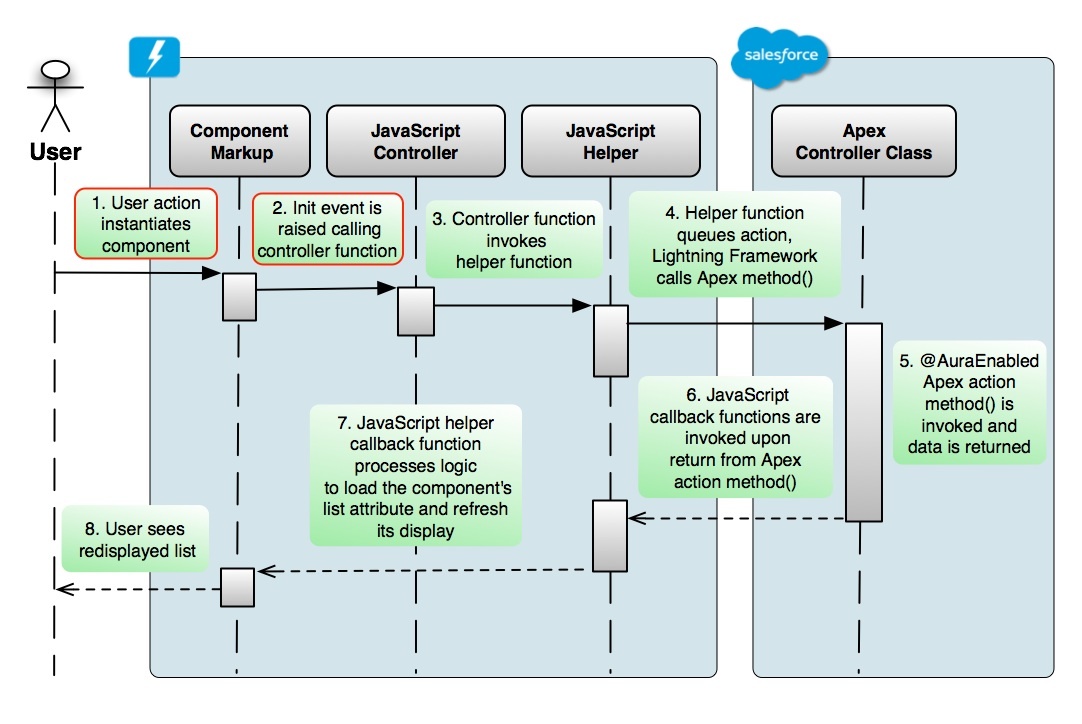 salesforce
User
Component
Markup
JavaScript
Controller
JavaScript
Helper
Apex
Controller Class
1. User action
instantiates
component
2. Init event is
raised calling
controller function
3. Controller function
invokes
helper function
4. Helper function
queues action,
Lightning Framework
calls Apex method()
5. @AuraEnabled
Apex action
method() is
invoked and
data is returned
6. JavaScript
callback functions are
invoked upon
return from Apex
action method()
7. JavaScript helper
callback function
processes logic
to load the component's
list attribute and refresh
its display
8. User sees
redisplayed list